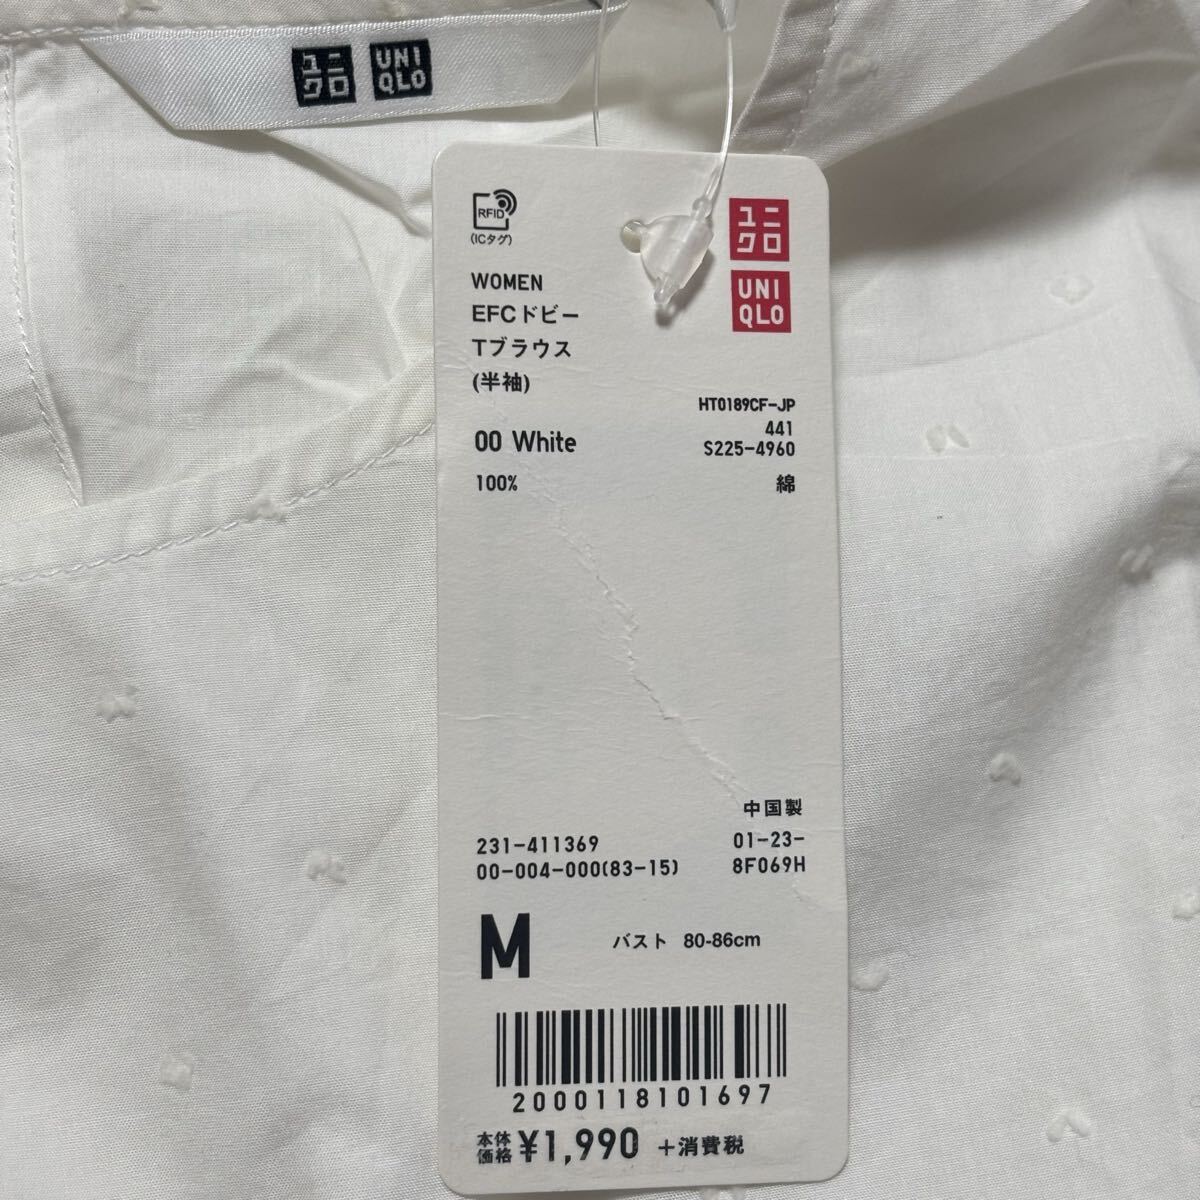 ユニ
クロ
UNI
QLO
RFID
(ICタグ)
ユニ
クロ
UNI
QLO
WOMEN
EFCドビー
Tブラウス
(半袖)
HT0189CF-JP
441
00 White
S225-4960
100%
綿
中国製
231-411369
01-23-
00-004-000(83-15)
8F069H
M
バスト 80-86cm
2000118101697
本体
価格 ¥1,990 +消費税